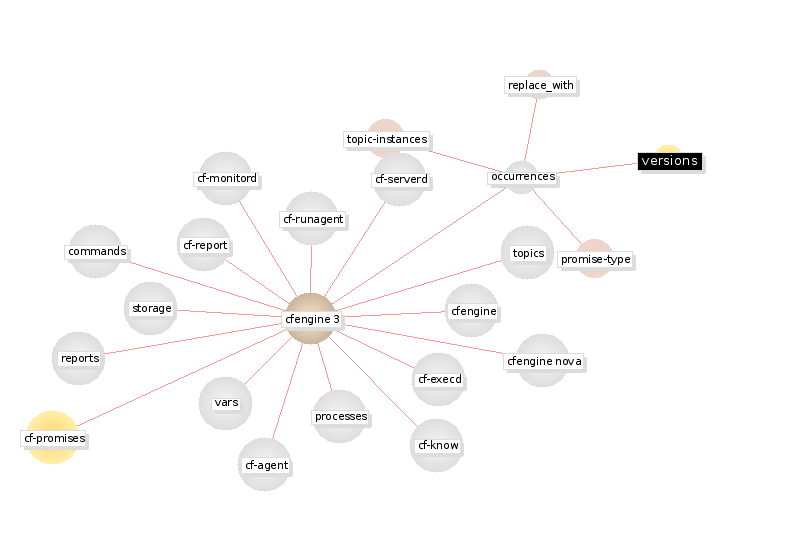 replace_with
topic-instances
versions
cf-monitord
cf-serverd
occurrences
cf-runagent
cf-report
commands
topics
promise-type
storage
cfengine 3
cfengine
reports
cfengine nova
cf-execd
vars
processes
cf-promises
cf-know
cf-agent